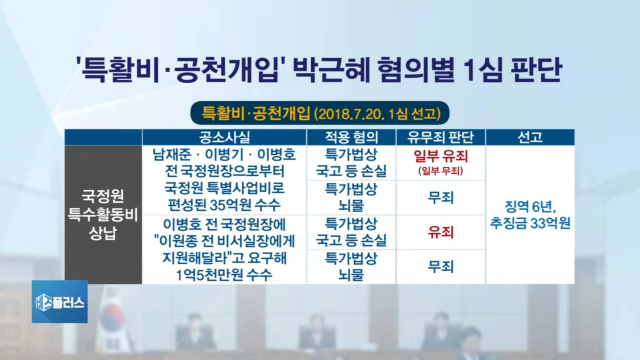 '특활비·공천개입' 박근혜 혐의별 1심 판단
특활비·공천개입 (2018.7.20. 1심 선고)
공소사실 적용 혐의 유무죄 판단 선고
국정원
특수활동비
상납
남재준·이병기·이병호
전 국정원장으로부터
국정원 특별사업비로
편성된 35억원 수수
특가법상
국고 등 손실
일부 유죄
(일부 무죄)
특가법상
뇌물
무죄
이병호 전 국정원장에
"이원종 전 비서실장에게
지원해달라"고 요구해
1억5천만원 수수
특가법상
국고 등 손실
유죄
특가법상
뇌물
무죄
징역 6년,
추징금 33억원
플러스